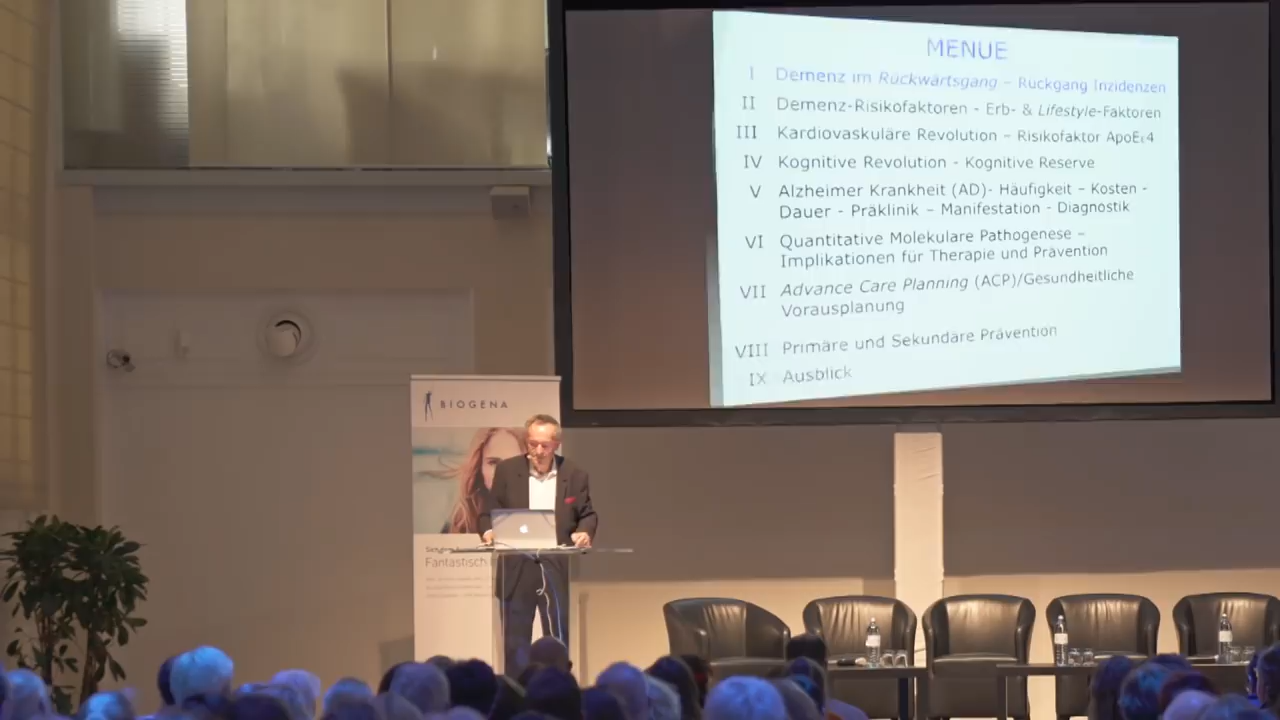 MENUE
I Demenz im Rückwärtsgang – Rückgang Inzidenzen
II Demenz-Risikofaktoren - Erb- & Lifestyle-Faktoren
III Kardiovaskuläre Revolution – Risikofaktor ApoEε4
IV Kognitive Revolution - Kognitive Reserve
V Alzheimer Krankheit (AD)- Häufigkeit – Kosten -
Dauer - Präklinik – Manifestation - Diagnostik
VI Quantitative Molekulare Pathogenese –
Implikationen für Therapie und Prävention
VII Advance Care Planning (ACP)/Gesundheitliche
Vorausplanung
VIII Primäre und Sekundäre Prävention
IX Ausblick
BIOGENA
Fantastisch